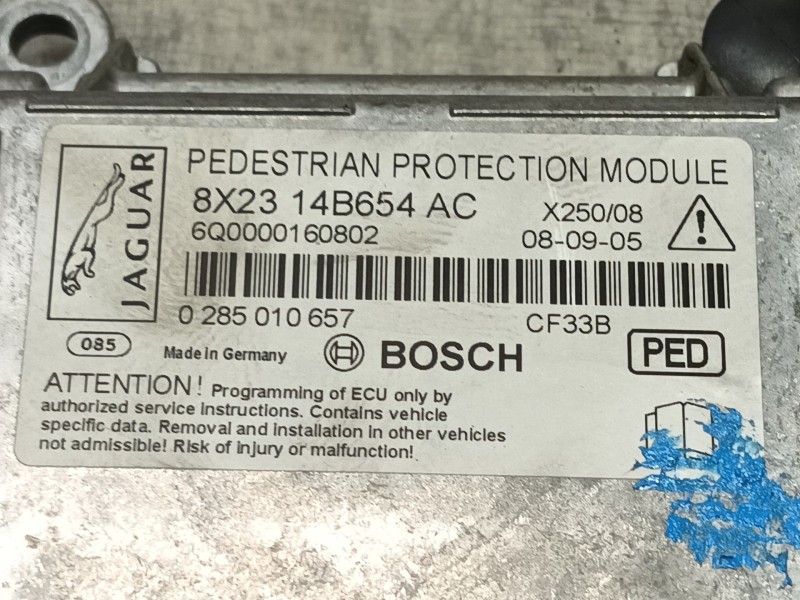 JAGUAR
PEDESTRIAN PROTECTION MODULE
8X23 14B654 AC
X250/08
6Q0000160802
08-09-05
0 285 010 657
CF33B
085
Made in Germany
BOSCH
PED
ATTENTION! Programming of ECU only by
authorized service instructions. Contains vehicle
specific data. Removal and installation in other vehicles
not admissible! Risk of injury or malfunction!